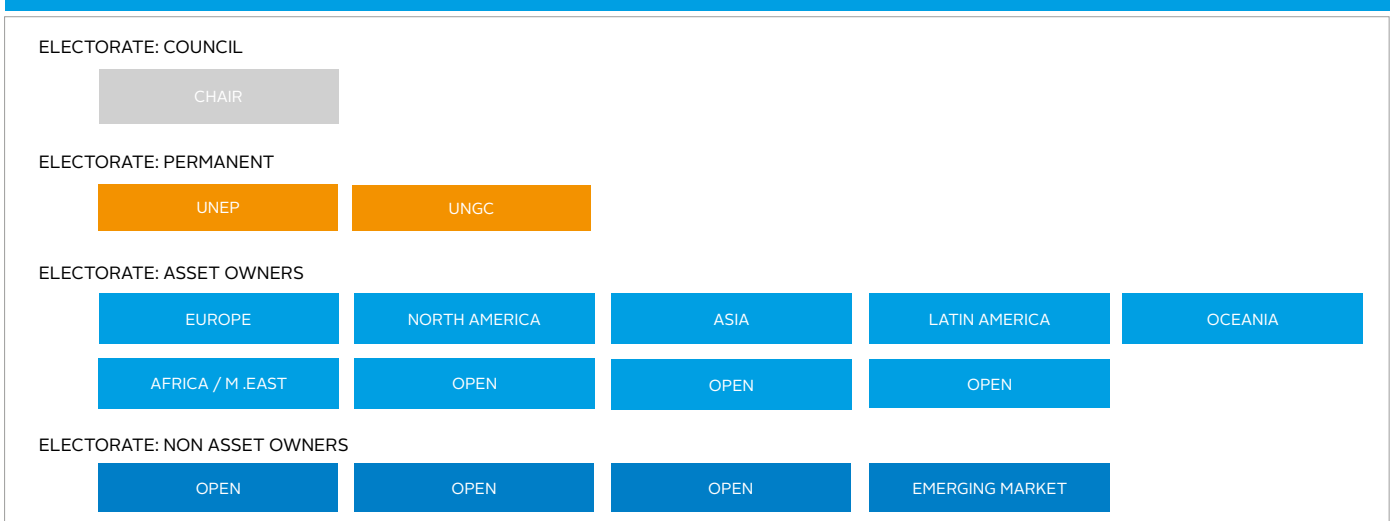 ELECTORATE: COUNCIL
CHAIR
ELECTORATE: PERMANENT
UNEP UNGC
ELECTORATE: ASSET OWNERS
EUROPE NORTH AMERICA ASIA LATIN AMERICA OCEANIA
AFRICA / M .EAST OPEN OPEN OPEN
ELECTORATE: NON ASSET OWNERS
OPEN OPEN OPEN EMERGING MARKET